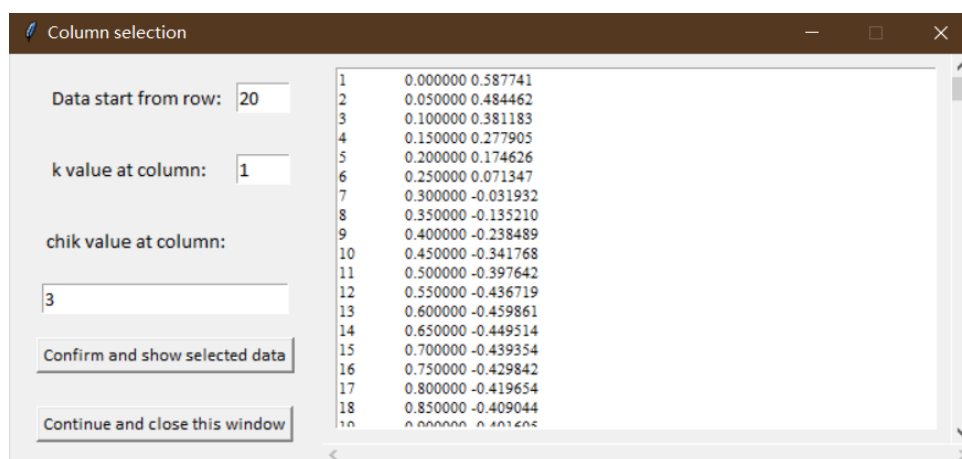 Column selection
Data start from row: 20
k value at column: 1
chik value at column:
3
Confirm and show selected data
Continue and close this window
1 0.000000 0.587741
2 0.050000 0.484462
3 0.100000 0.381183
4 0.150000 0.277905
5 0.200000 0.174626
6 0.250000 0.071347
7 0.300000 -0.031932
8 0.350000 -0.135210
9 0.400000 -0.238489
10 0.450000 -0.341768
11 0.500000 -0.397642
12 0.550000 -0.436719
13 0.600000 -0.459861
14 0.650000 -0.449514
15 0.700000 -0.439354
16 0.750000 -0.429842
17 0.800000 -0.419654
18 0.850000 -0.409044
19 0.900000 -0.401605